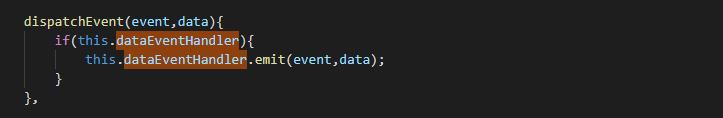 dispatchEvent(event,data){
    if(this.dataEventHandler){
        this.dataEventHandler.emit(event,data);
    }
},